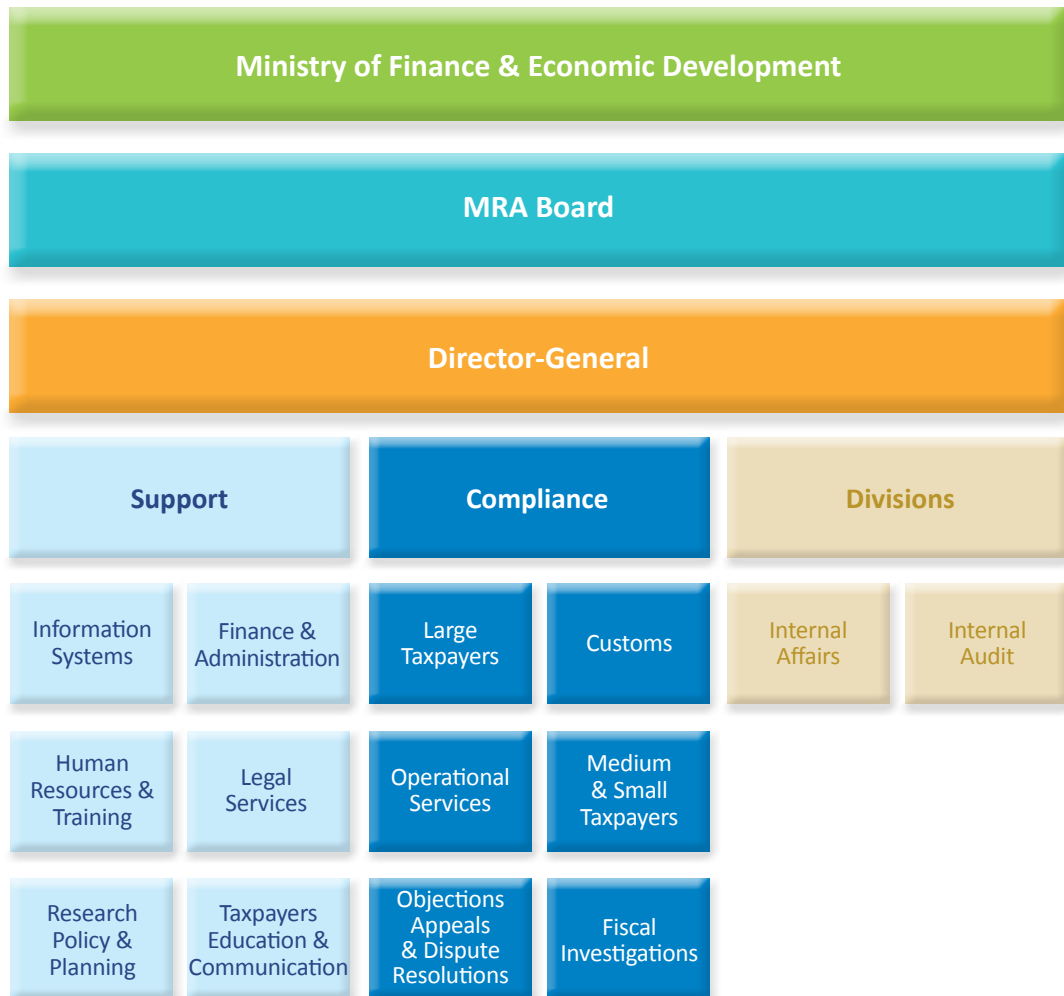 Ministry of Finance & Economic Development
MRA Board
Director-General
Support
Compliance
Divisions
Information
Systems
Finance &
Administration
Large
Taxpayers
Customs
Internal
Affairs
Internal
Audit
Human
Resources &
Training
Legal
Services
Operational
Services
Medium
& Small
Taxpayers
Research
Policy &
Planning
Taxpayers
Education &
Communication
Objections
Appeals
& Dispute
Resolutions
Fiscal
Investigations